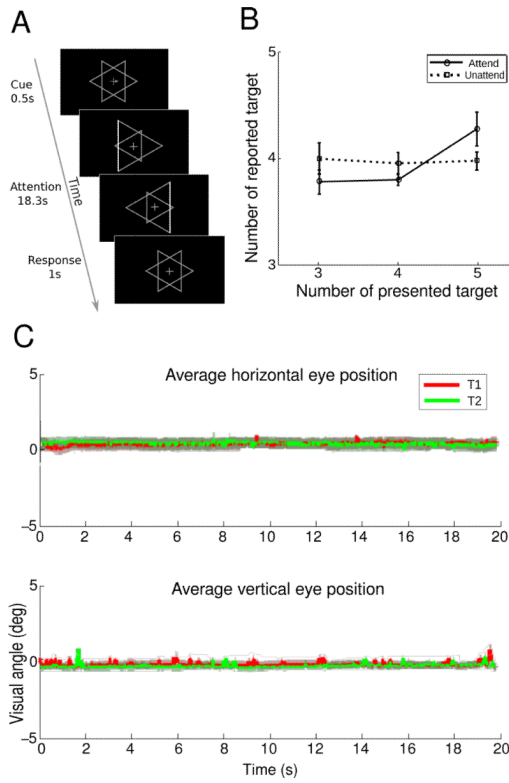 A
Cue
0.5s
Attention
18.3s
Time
Response
1s
B
Number of reported target
5
4
3
Attend
Unattend
3 4 5
Number of presented target
C
Average horizontal eye position
T1
T2
5
0
–5
0 2 4 6 8 10 12 14 16 18 20
Average vertical eye position
Visual angle (deg)
5
0
–5
0 2 4 6 8 10 12 14 16 18 20
Time (s)